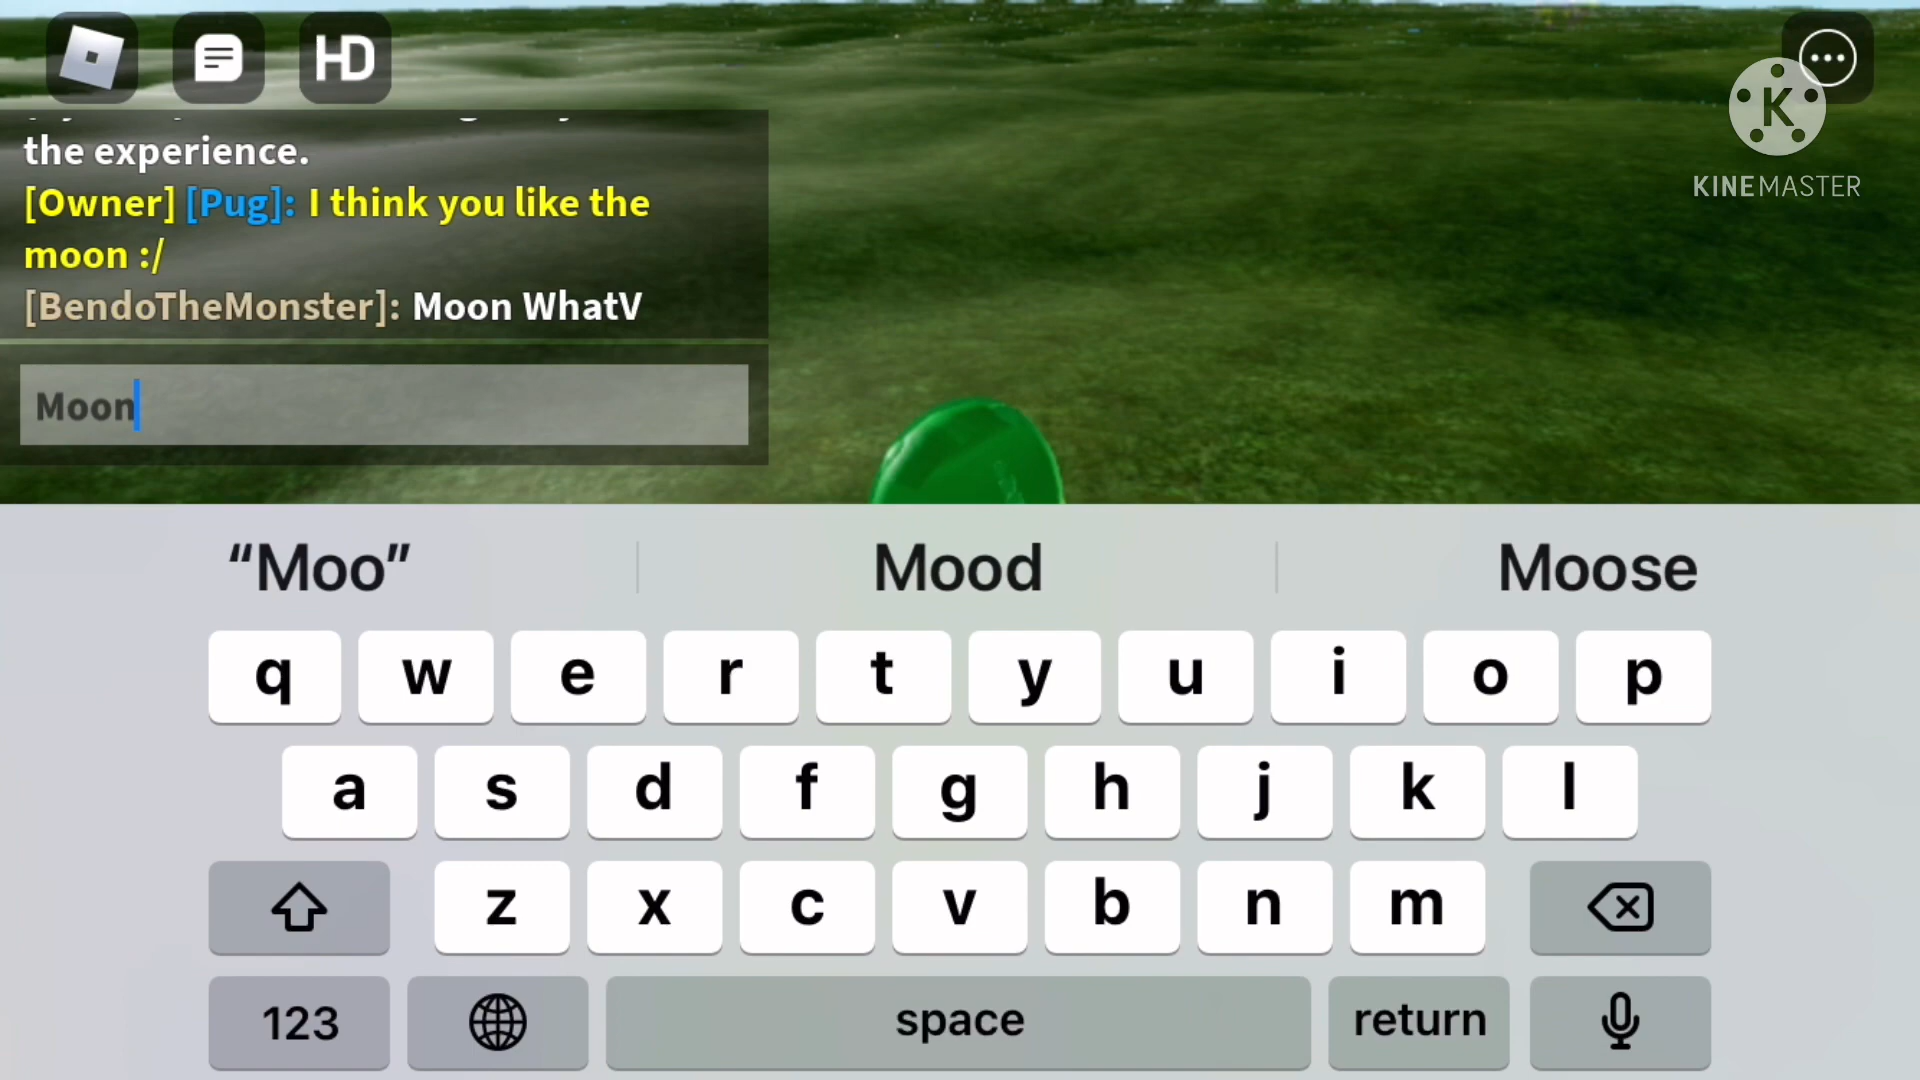 HD
K
KINEMASTER
the experience.
[Owner] [Pug]: I think you like the
moon :/
[BendoTheMonster]: Moon WhatV
Moon
“Moo” Mood Moose
q w e r t y u i o p
a s d f g h j k l
z x c v b n m
123 space return